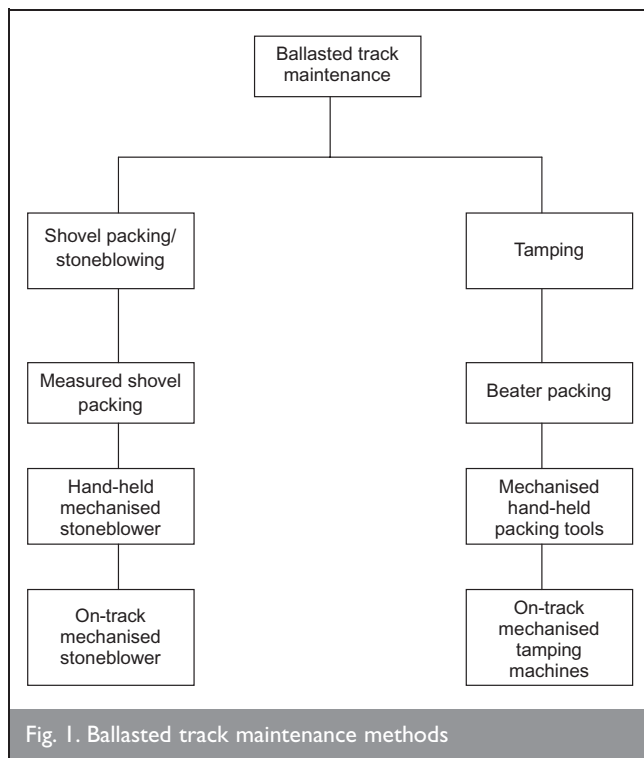 Ballasted track
maintenance
Shovel packing/
stoneblowing
Tamping
Measured shovel
packing
Beater packing
Hand-held
mechanised
stoneblower
Mechanised
hand-held
packing tools
On-track
mechanised
stoneblower
On-track
mechanised
tamping
machines
Fig. 1. Ballasted track maintenance methods